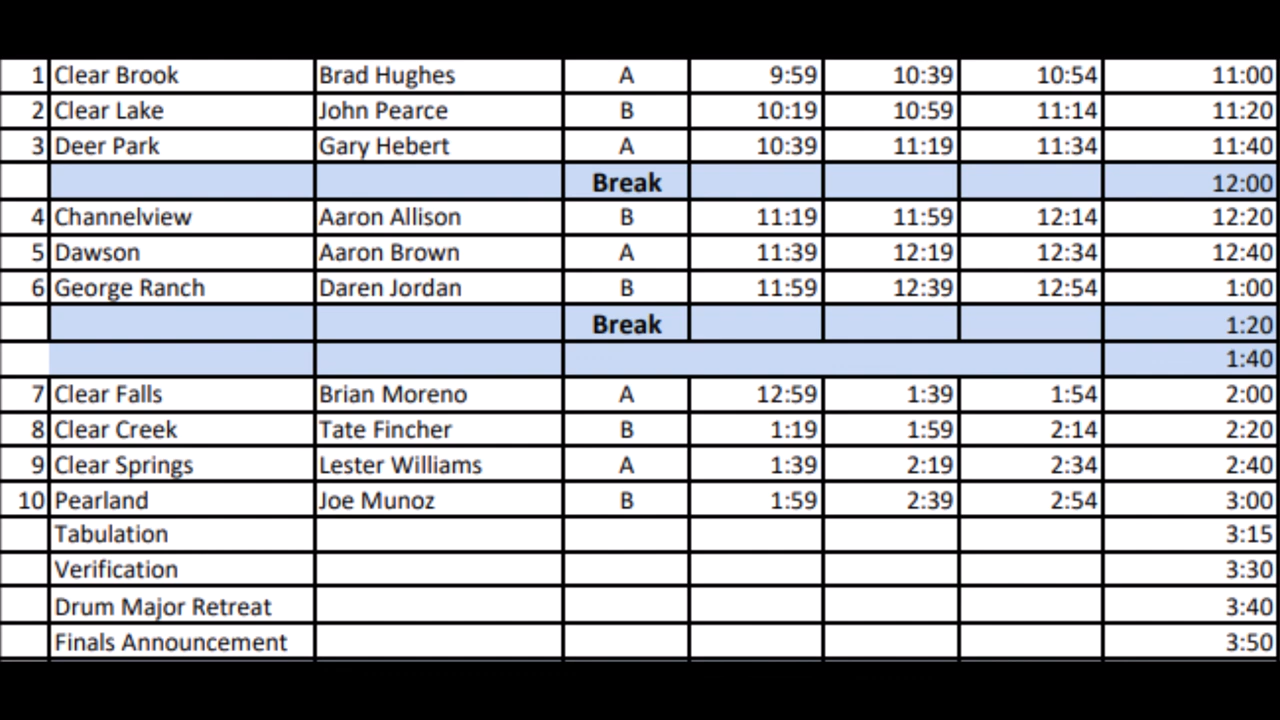 1 Clear Brook Brad Hughes A 9:59 10:39 10:54 11:00
2 Clear Lake John Pearce B 10:19 10:59 11:14 11:20
3 Deer Park Gary Hebert A 10:39 11:19 11:34 11:40
Break 12:00
4 Channelview Aaron Allison B 11:19 11:59 12:14 12:20
5 Dawson Aaron Brown A 11:39 12:19 12:34 12:40
6 George Ranch Daren Jordan B 11:59 12:39 12:54 1:00
Break 1:20
1:40
7 Clear Falls Brian Moreno A 12:59 1:39 1:54 2:00
8 Clear Creek Tate Fincher B 1:19 1:59 2:14 2:20
9 Clear Springs Lester Williams A 1:39 2:19 2:34 2:40
10 Pearland Joe Munoz B 1:59 2:39 2:54 3:00
Tabulation 3:15
Verification 3:30
Drum Major Retreat 3:40
Finals Announcement 3:50